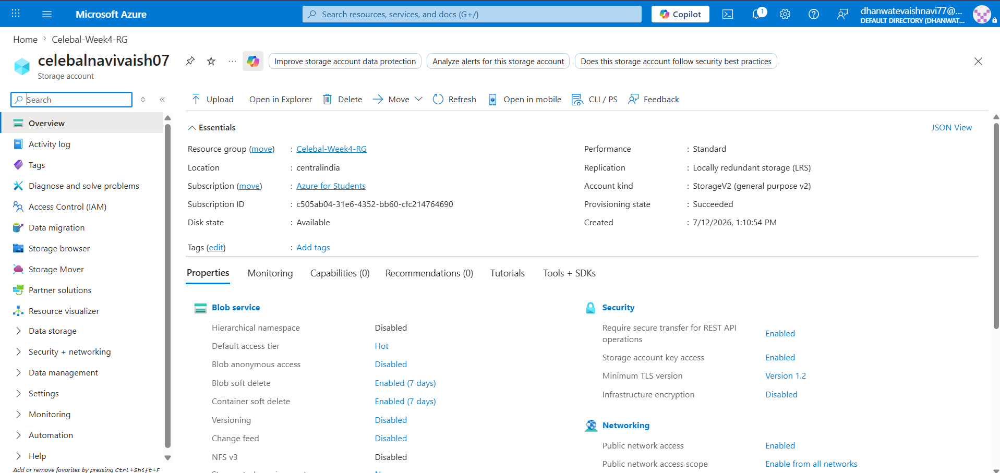 Microsoft Azure
Search resources, services, and docs (G+/)
Copilot
1
dhanwatevaishnavi77@...
DEFAULT DIRECTORY (DHANWAT...
Home > Celebal-Week4-RG
celebalnavivaish07
Storage account
Improve storage account data protection
Analyze alerts for this storage account
Does this storage account follow security best practices
Search
Overview
Activity log
Tags
Diagnose and solve problems
Access Control (IAM)
Data migration
Storage browser
Storage Mover
Partner solutions
Resource visualizer
Data storage
Security + networking
Data management
Settings
Monitoring
Automation
Help
Add or remove favorites by pressing Ctrl+Shift+F
Upload Open in Explorer Delete Move Refresh Open in mobile CLI / PS Feedback
Essentials
JSON View
Resource group (move) : Celebal-Week4-RG
Location : centralindia
Subscription (move) : Azure for Students
Subscription ID : c505ab04-31e6-4352-bb60-cfc214764690
Disk state : Available
Performance : Standard
Replication : Locally redundant storage (LRS)
Account kind : StorageV2 (general purpose v2)
Provisioning state : Succeeded
Created : 7/12/2026, 1:10:54 PM
Tags (edit) : Add tags
Properties Monitoring Capabilities (0) Recommendations (0) Tutorials Tools + SDKs
Blob service
Hierarchical namespace Disabled
Default access tier Hot
Blob anonymous access Disabled
Blob soft delete Enabled (7 days)
Container soft delete Enabled (7 days)
Versioning Disabled
Change feed Disabled
NFS v3 Disabled
Security
Require secure transfer for REST API
operations Enabled
Storage account key access Enabled
Minimum TLS version Version 1.2
Infrastructure encryption Disabled
Networking
Public network access Enabled
Public network access scope Enable from all networks